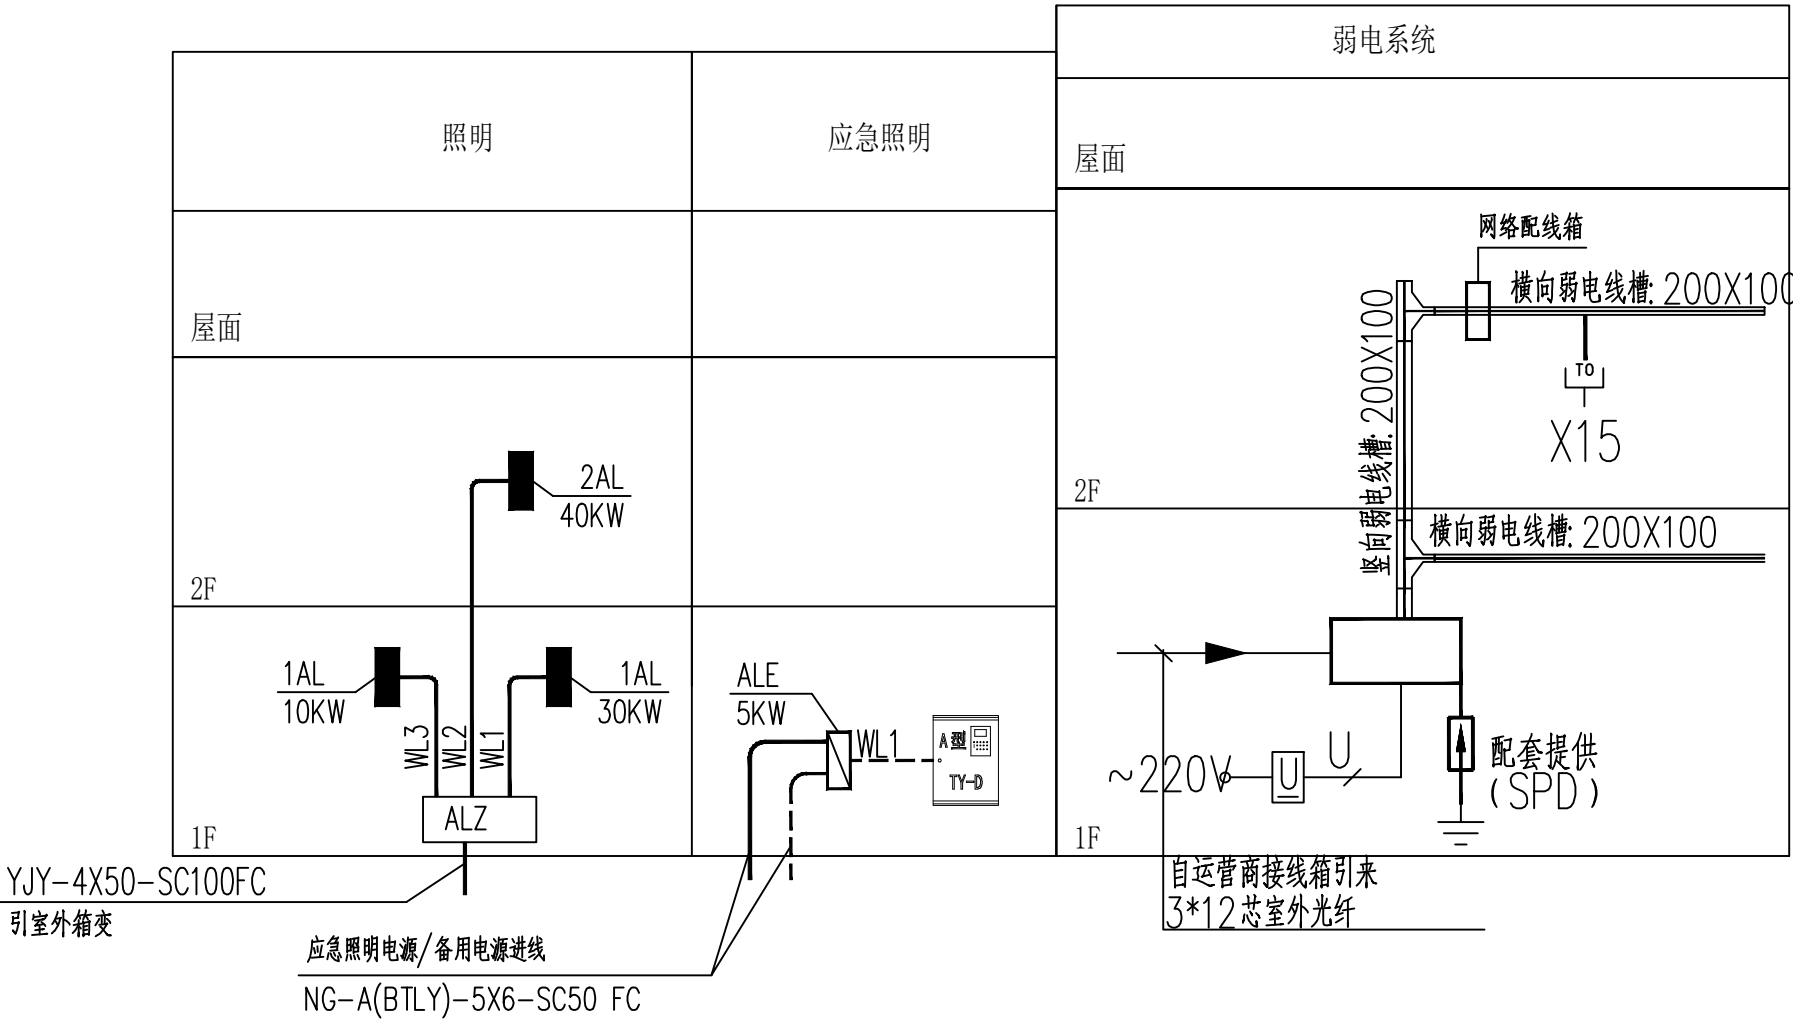 弱电系统
照明
应急照明
屋面
网络配线箱
横向弱电线槽: 200X100
竖向弱电线槽: 200X100
屋面
TO
X15
2AL
40KW
2F
横向弱电线槽: 200X100
2F
1AL
10KW
1AL
30KW
WL3
WL2
WL1
ALE
5KW
WL1
A型
TY-D
~220V
U
U
配套提供
(SPD)
ALZ
1F
1F
YJY-4X50-SC100FC
引室外箱变
自运营商接线箱引来
3*12芯室外光纤
应急照明电源/备用电源进线
NG-A(BTLY)-5X6-SC50 FC